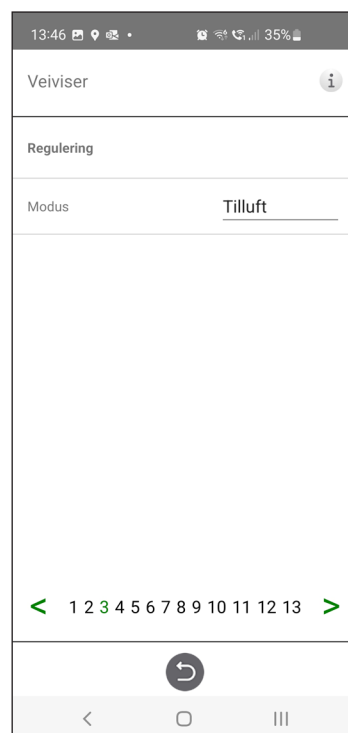 13:46 35%
Veiviser i
Regulering
Modus Tilluft
< 1 2 3 4 5 6 7 8 9 10 11 12 13 >